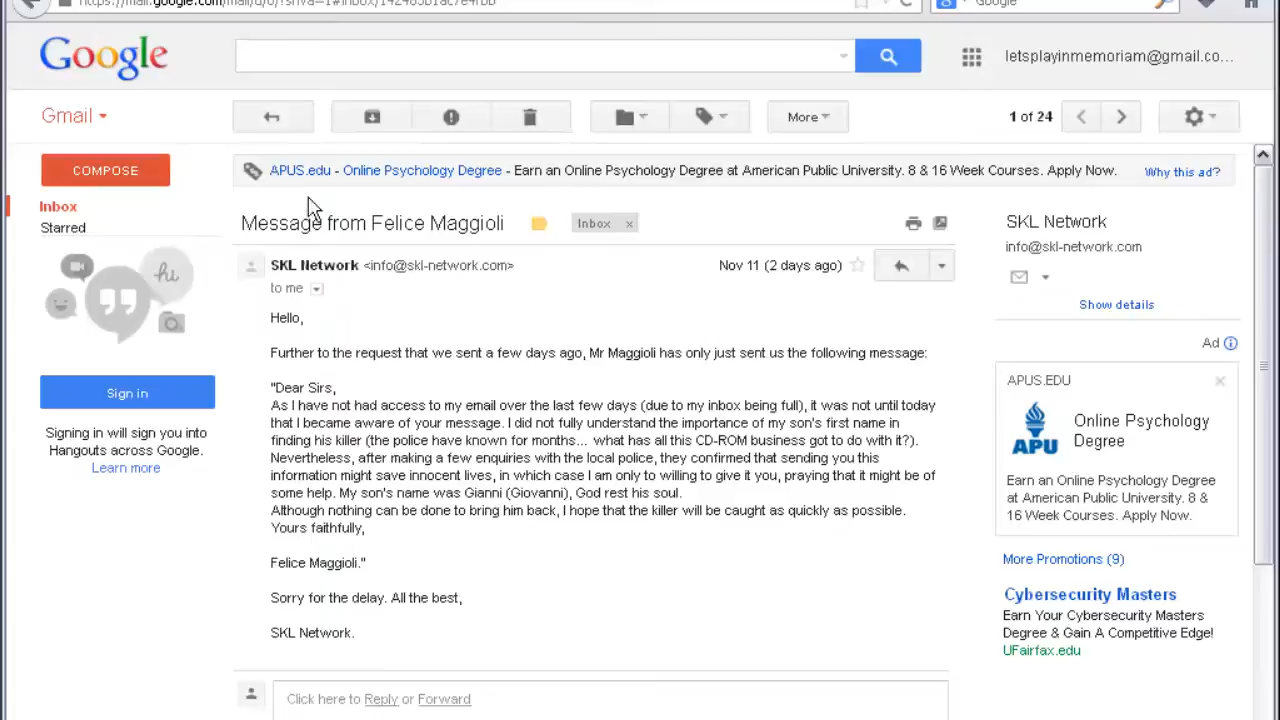 Google
Google
letsplayinmemoriam@gmail.co...
Gmail
More
1 of 24
COMPOSE
APUS.edu - Online Psychology Degree - Earn an Online Psychology Degree at American Public University. 8 & 16 Week Courses. Apply Now.
Why this ad?
Inbox
Starred
Message from Felice Maggioli
Inbox x
SKL Network
info@skl-network.com
SKL Network <info@skl-network.com>
Nov 11 (2 days ago)
to me
Show details
Hello,
Further to the request that we sent a few days ago, Mr Maggioli has only just sent us the following message:
"Dear Sirs,
As I have not had access to my email over the last few days (due to my inbox being full), it was not until today
that I became aware of your message. I did not fully understand the importance of my son's first name in
finding his killer (the police have known for months... what has all this CD-ROM business got to do with it?).
Nevertheless, after making a few enquiries with the local police, they confirmed that sending you this
information might save innocent lives, in which case I am only to willing to give it you, praying that it might be of
some help. My son's name was Gianni (Giovanni), God rest his soul.
Although nothing can be done to bring him back, I hope that the killer will be caught as quickly as possible.
Yours faithfully,
Felice Maggioli."
Sorry for the delay. All the best,
SKL Network.
Click here to Reply or Forward
hi
Sign in
Signing in will sign you into
Hangouts across Google.
Learn more
Ad
APUS.EDU
APU
Online Psychology
Degree
Earn an Online Psychology Degree
at American Public University. 8 &
16 Week Courses. Apply Now.
More Promotions (9)
Cybersecurity Masters
Earn Your Cybersecurity Masters
Degree & Gain A Competitive Edge!
UFairfax.edu